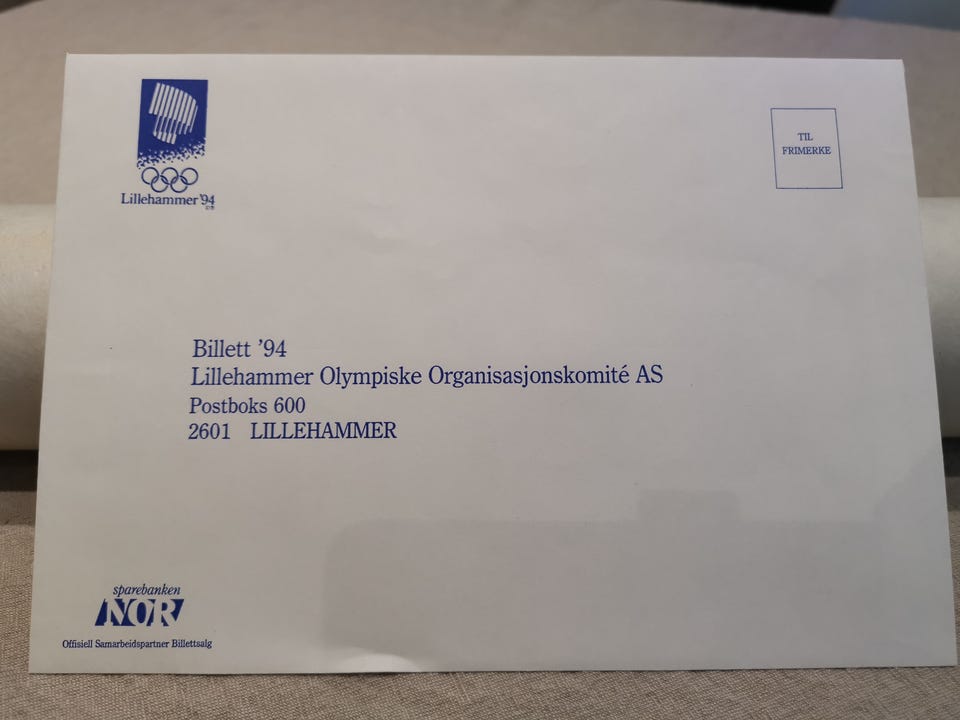 Lillehammer '94
TIL
FRIMERKE
Billett ’94
Lillehammer Olympiske Organisasjonskomité AS
Postboks 600
2601 LILLEHAMMER
sparebanken
NOR
Offisiell Samarbeidspartner Billettsalg